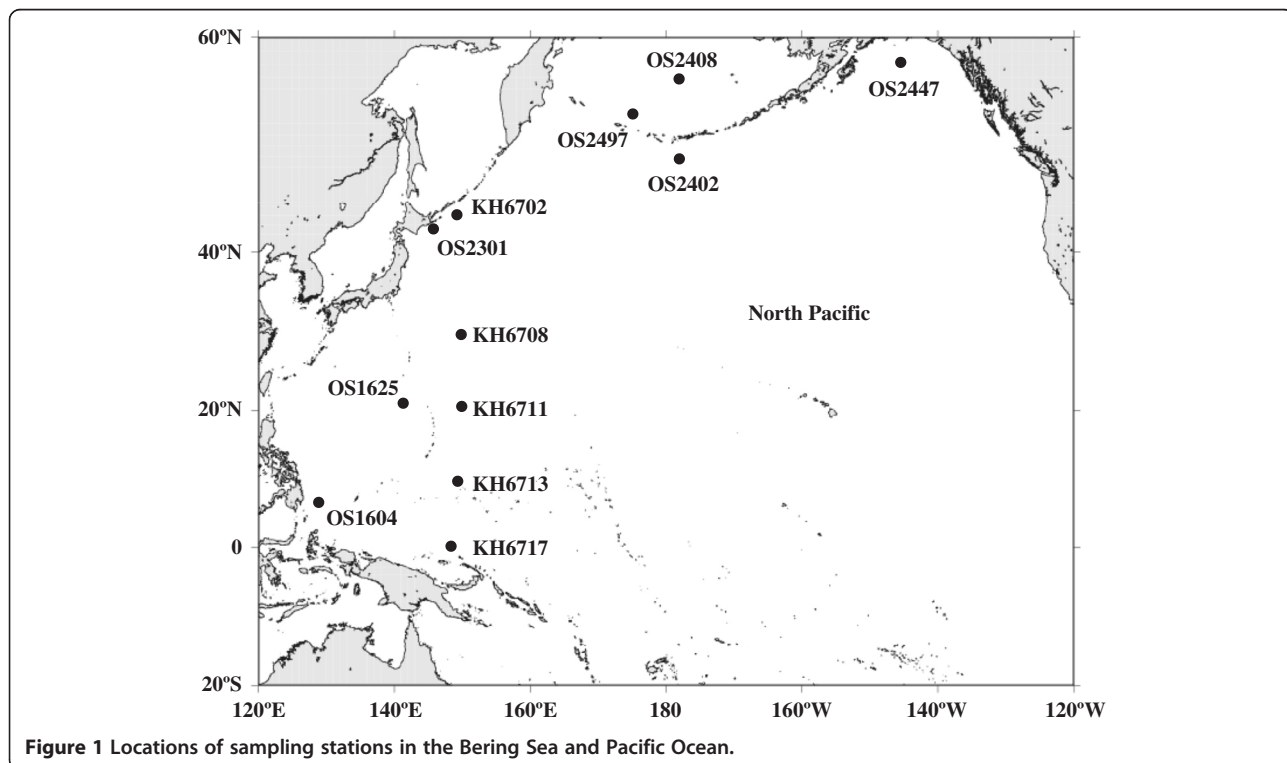 60ºN
OS2408
OS2447
OS2497
OS2402
KH6702
OS2301
40ºN
North Pacific
KH6708
OS1625
KH6711
20ºN
KH6713
OS1604
KH6717
0
20ºS
120ºE 140ºE 160ºE 180 160ºW 140ºW 120ºW
Figure 1 Locations of sampling stations in the Bering Sea and Pacific Ocean.